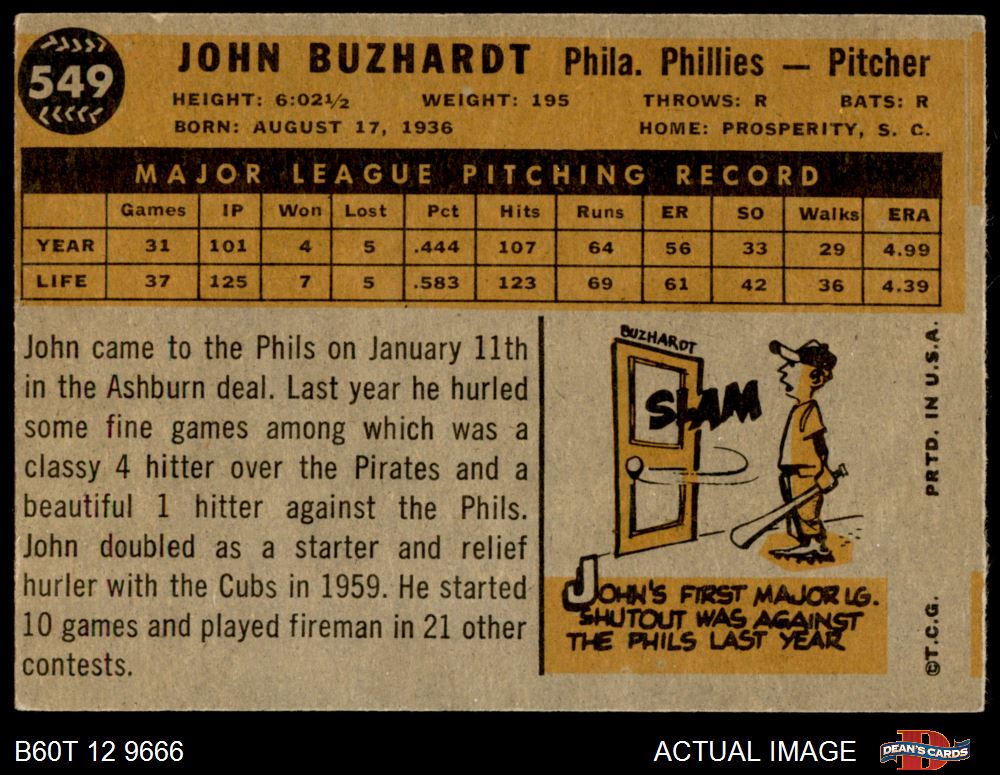 549
JOHN BUZHARDT Phila. Phillies — Pitcher
HEIGHT: 6:02½ WEIGHT: 195 THROWS: R BATS: R
BORN: AUGUST 17, 1936 HOME: PROSPERITY, S. C.
MAJOR LEAGUE PITCHING RECORD
Games IP Won Lost Pct Hits Runs ER SO Walks ERA
YEAR 31 101 4 5 .444 107 64 56 33 29 4.99
LIFE 37 125 7 5 .583 123 69 61 42 36 4.39
John came to the Phils on January 11th
in the Ashburn deal. Last year he hurled
some fine games among which was a
classy 4 hitter over the Pirates and a
beautiful 1 hitter against the Phils.
John doubled as a starter and relief
hurler with the Cubs in 1959. He started
10 games and played fireman in 21 other
contests.
BUZHARDT
SLAM
JOHN'S FIRST MAJOR LG.
SHUTOUT WAS AGAINST
THE PHILS LAST YEAR
©T.C.G. PRTD. IN U.S.A.
B60T 12 9666 ACTUAL IMAGE DEAN'S CARDS